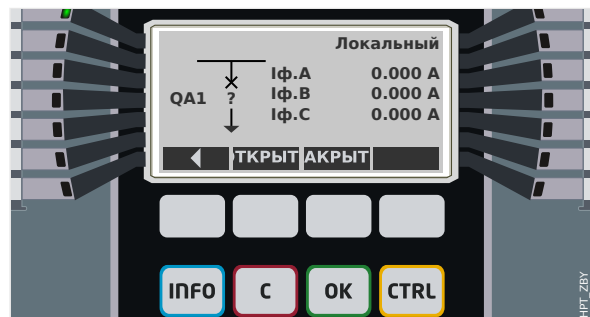 Локальный
Iф.A 0.000 A
Iф.B 0.000 A
Iф.C 0.000 A
QA1 ?
ТКРЫТ АКРЫТ
INFO C OK CTRL
HPT_ZBY